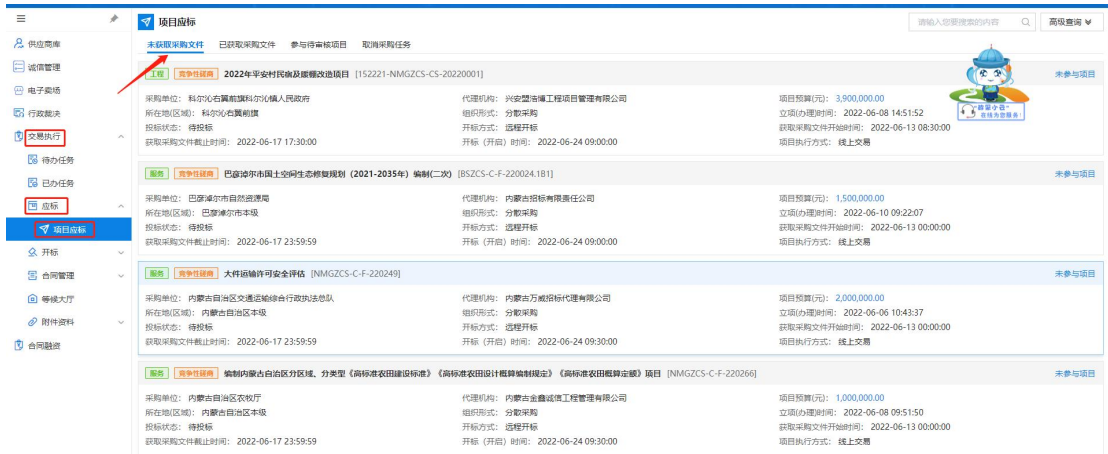 项目应标
请输入您要搜索的内容
高级查询
供应商库
诚信管理
电子卖场
行政裁决
交易执行
待办任务
已办任务
应标
项目应标
开标
合同管理
等候大厅
附件资料
合同融资
未获取采购文件 已获取采购文件 参与待审核项目 取消采购任务
工程 竞争性磋商 2022年平安村民宿及暖棚改造项目 [152221-NMGZCS-CS-20220001] 未参与项目
采购单位： 科尔沁右翼前旗科尔沁镇人民政府 代理机构： 兴安盟浩博工程项目管理有限公司 项目预算(元)： 3,900,000.00
所在地(区域)： 科尔沁右翼前旗 组织形式： 分散采购 立项(办理)时间： 2022-06-08 14:51:52
投标状态： 待投标 开标方式： 远程开标 获取采购文件开始时间： 2022-06-13 08:30:00
获取采购文件截止时间： 2022-06-17 17:30:00 开标（开启）时间： 2022-06-24 09:00:00 项目执行方式： 线上交易
在线为您服务
服务 竞争性磋商 巴彦淖尔市国土空间生态修复规划（2021-2035年）编制(二次) [BSZCS-C-F-220024.1B1] 未参与项目
采购单位： 巴彦淖尔市自然资源局 代理机构： 内蒙古招标有限责任公司 项目预算(元)： 1,500,000.00
所在地(区域)： 巴彦淖尔市本级 组织形式： 分散采购 立项(办理)时间： 2022-06-10 09:22:07
投标状态： 待投标 开标方式： 远程开标 获取采购文件开始时间： 2022-06-13 00:00:00
获取采购文件截止时间： 2022-06-17 23:59:59 开标（开启）时间： 2022-06-24 09:00:00 项目执行方式： 线上交易
服务 竞争性磋商 大件运输许可安全评估 [NMGZCS-C-F-220249] 未参与项目
采购单位： 内蒙古自治区交通运输综合行政执法总队 代理机构： 内蒙古万威招标代理有限公司 项目预算(元)： 2,000,000.00
所在地(区域)： 内蒙古自治区本级 组织形式： 分散采购 立项(办理)时间： 2022-06-06 10:43:37
投标状态： 待投标 开标方式： 远程开标 获取采购文件开始时间： 2022-06-13 00:00:00
获取采购文件截止时间： 2022-06-17 23:59:59 开标（开启）时间： 2022-06-24 09:30:00 项目执行方式： 线上交易
服务 竞争性磋商 编制内蒙古自治区分区域、分类型《高标准农田建设标准》《高标准农田设计概算编制规定》《高标准农田概算定额》项目 [NMGZCS-C-F-220266] 未参与项目
采购单位： 内蒙古自治区农牧厅 代理机构： 内蒙古金鑫诚信工程管理有限公司 项目预算(元)： 1,000,000.00
所在地(区域)： 内蒙古自治区本级 组织形式： 分散采购 立项(办理)时间： 2022-06-08 09:51:50
投标状态： 待投标 开标方式： 远程开标 获取采购文件开始时间： 2022-06-13 00:00:00
获取采购文件截止时间： 2022-06-17 23:59:59 开标（开启）时间： 2022-06-24 09:30:00 项目执行方式： 线上交易